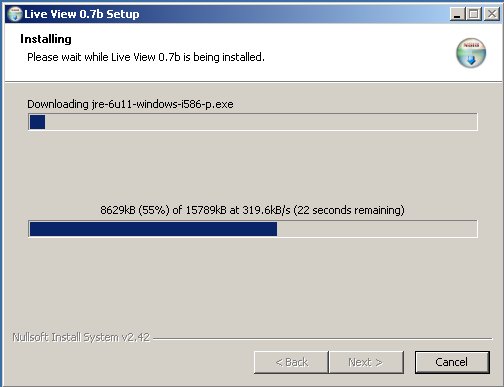 Live View 0.7b Setup
Installing
Please wait while Live View 0.7b is being installed.
Downloading jre-6u11-windows-i586-p.exe
8629kB (55%) of 15789kB at 319.6kB/s (22 seconds remaining)
Nullsoft Install System v2.42
< Back
Next >
Cancel